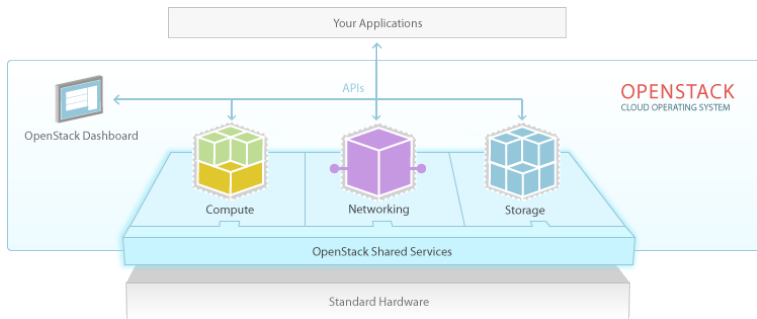 Your Applications
APIs
OPENSTACK
CLOUD OPERATING SYSTEM
OpenStack Dashboard
Compute
Networking
Storage
OpenStack Shared Services
Standard Hardware